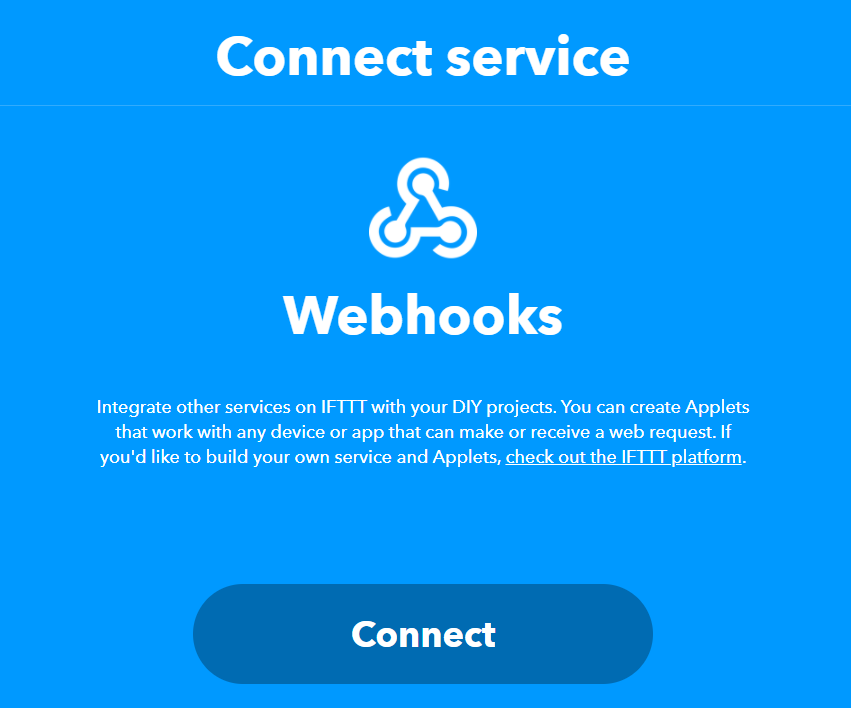 Connect service
Webhooks
Integrate other services on IFTTT with your DIY projects. You can create Applets
that work with any device or app that can make or receive a web request. If
you'd like to build your own service and Applets, check out the IFTTT platform.
Connect